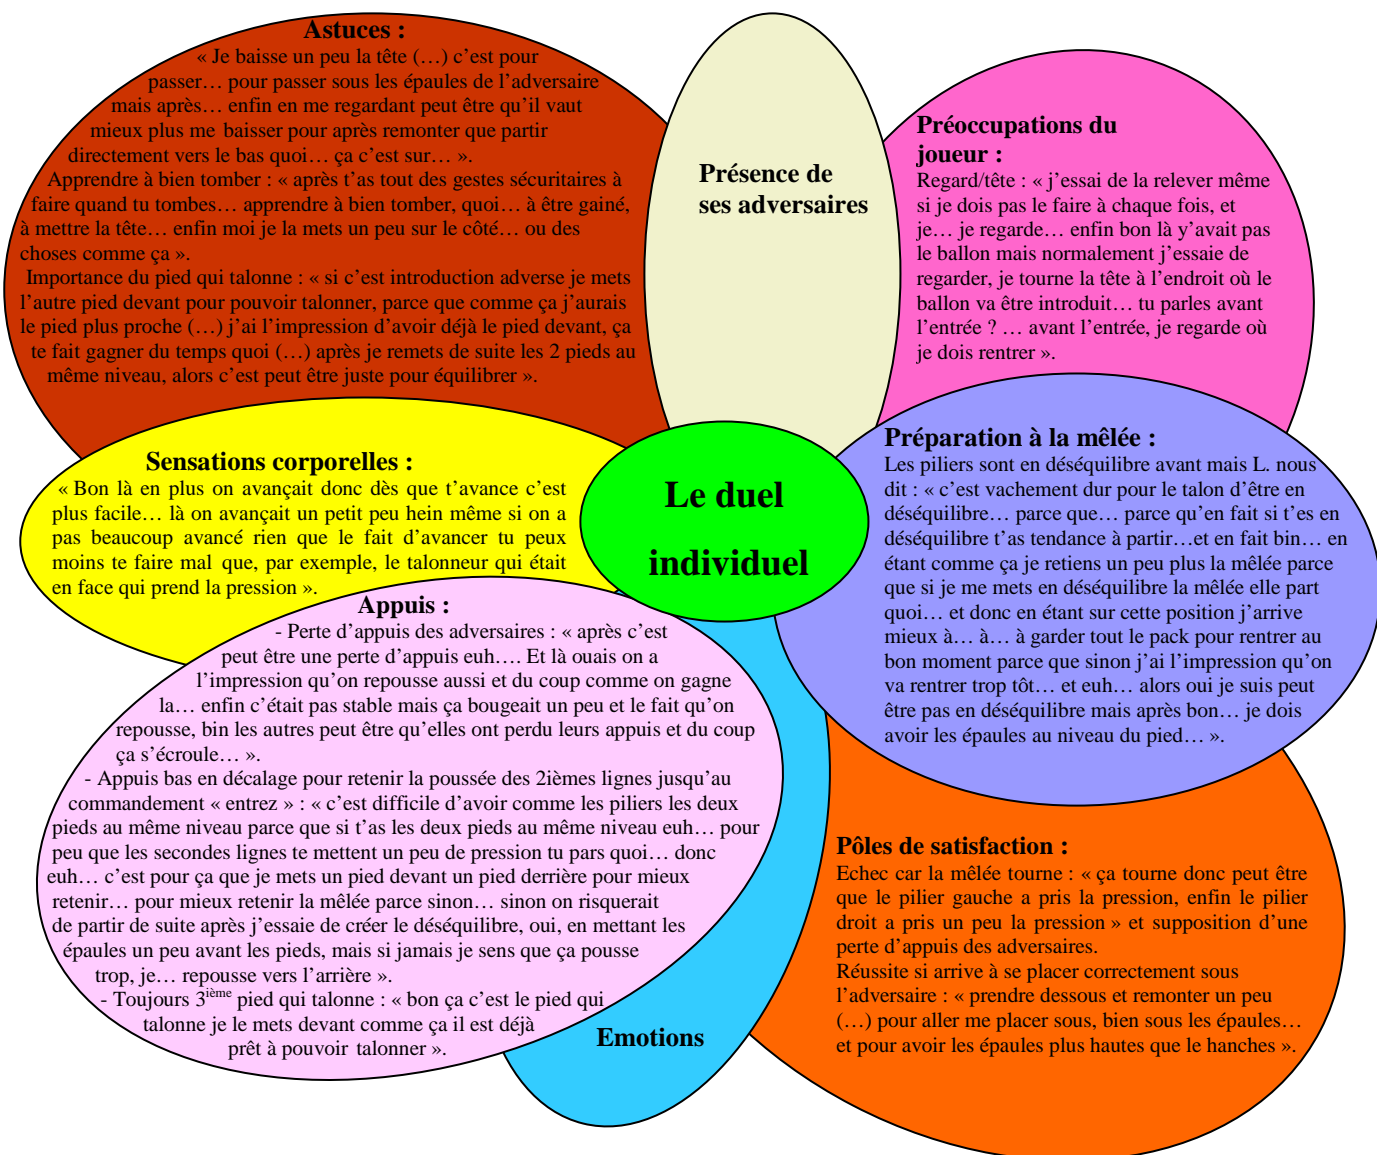 Astuces :
« Je baisse un peu la tête (…) c’est pour
passer… pour passer sous les épaules de l’adversaire
mais après… enfin en me regardant peut être qu’il vaut
mieux plus me baisser pour après remonter que partir
directement vers le bas quoi… ça c’est sur… ».
Apprendre à bien tomber : « après t’as tout des gestes sécuritaires à
faire quand tu tombes… apprendre à bien tomber, quoi… à être gainé,
à mettre la tête… enfin moi je la mets un peu sur le côté… ou des
choses comme ça ».
Importance du pied qui talonne : « si c’est introduction adverse je mets
l’autre pied devant pour pouvoir talonner, parce que comme ça j’aurais
le pied plus proche (…) j’ai l’impression d’avoir déjà le pied devant, ça
te fait gagner du temps quoi (…) après je remets de suite les 2 pieds au
même niveau, alors c’est peut être juste pour équilibrer ».
Présence de
ses adversaires
Préoccupations du
joueur :
Regard/tête : « j’essai de la relever même
si je dois pas le faire à chaque fois, et
je… je regarde… enfin bon là y’avait pas
le ballon mais normalement j’essaie de
regarder, je tourne la tête à l’endroit où le
ballon va être introduit… tu parles avant
l’entrée ? … avant l’entrée, je regarde où
je dois rentrer ».
Sensations corporelles :
« Bon là en plus on avançait donc dès que t’avance c’est
plus facile… là on avançait un petit peu hein même si on a
pas beaucoup avancé rien que le fait d’avancer tu peux
moins te faire mal que, par exemple, le talonneur qui était
en face qui prend la pression ».
Le duel
individuel
Préparation à la mêlée :
Les piliers sont en déséquilibre avant mais L. nous
dit : « c’est vachement dur pour le talon d’être en
déséquilibre… parce que… parce qu’en fait si t’es en
déséquilibre t’as tendance à partir…et en fait bin… en
étant comme ça je retiens un peu plus la mêlée parce
que si je me mets en déséquilibre la mêlée elle part
quoi… et donc en étant sur cette position j’arrive
mieux à… à… à garder tout le pack pour rentrer au
bon moment parce que sinon j’ai l’impression qu’on
va rentrer trop tôt… et euh… alors oui je suis peut
être pas en déséquilibre mais après bon… je dois
avoir les épaules au niveau du pied… ».
Appuis :
- Perte d’appuis des adversaires : « après c’est
peut être une perte d’appuis euh…. Et là ouais on a
l’impression qu’on repousse aussi et du coup comme on gagne
la… enfin c’était pas stable mais ça bougeait un peu et le fait qu’on
repousse, bin les autres peut être qu’elles ont perdu leurs appuis et du coup
ça s’écroule… ».
- Appuis bas en décalage pour retenir la poussée des 2ièmes lignes jusqu’au
commandement « entrez » : « c’est difficile d’avoir comme les piliers les deux
pieds au même niveau parce que si t’as les deux pieds au même niveau euh… pour
peu que les secondes lignes te mettent un peu de pression tu pars quoi… donc
euh… c’est pour ça que je mets un pied devant un pied derrière pour mieux
retenir… pour mieux retenir la mêlée parce sinon… sinon on risquerait
de partir de suite après j’essaie de créer le déséquilibre, oui, en mettant les
épaules un peu avant les pieds, mais si jamais je sens que ça pousse
trop, je… repousse vers l’arrière ».
- Toujours 3ième pied qui talonne : « bon ça c’est le pied qui
talonne je le mets devant comme ça il est déjà
prêt à pouvoir talonner ».
Emotions
Pôles de satisfaction :
Echec car la mêlée tourne : « ça tourne donc peut être
que le pilier gauche a pris la pression, enfin le pilier
droit a pris un peu la pression » et supposition d’une
perte d’appuis des adversaires.
Réussite si arrive à se placer correctement sous
l’adversaire : « prendre dessous et remonter un peu
(…) pour aller me placer sous, bien sous les épaules…
et pour avoir les épaules plus hautes que le hanches ».